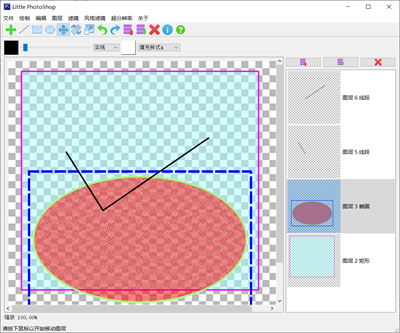 Little PhotoShop
文件 绘制 编辑 图层 滤镜 风格滤镜 超分辨率 关于
实线 填充样式4
图层 6 线段
图层 5 线段
图层 3 椭圆
图层 2 矩形
缩放 100.00%
请按下鼠标以开始移动图层